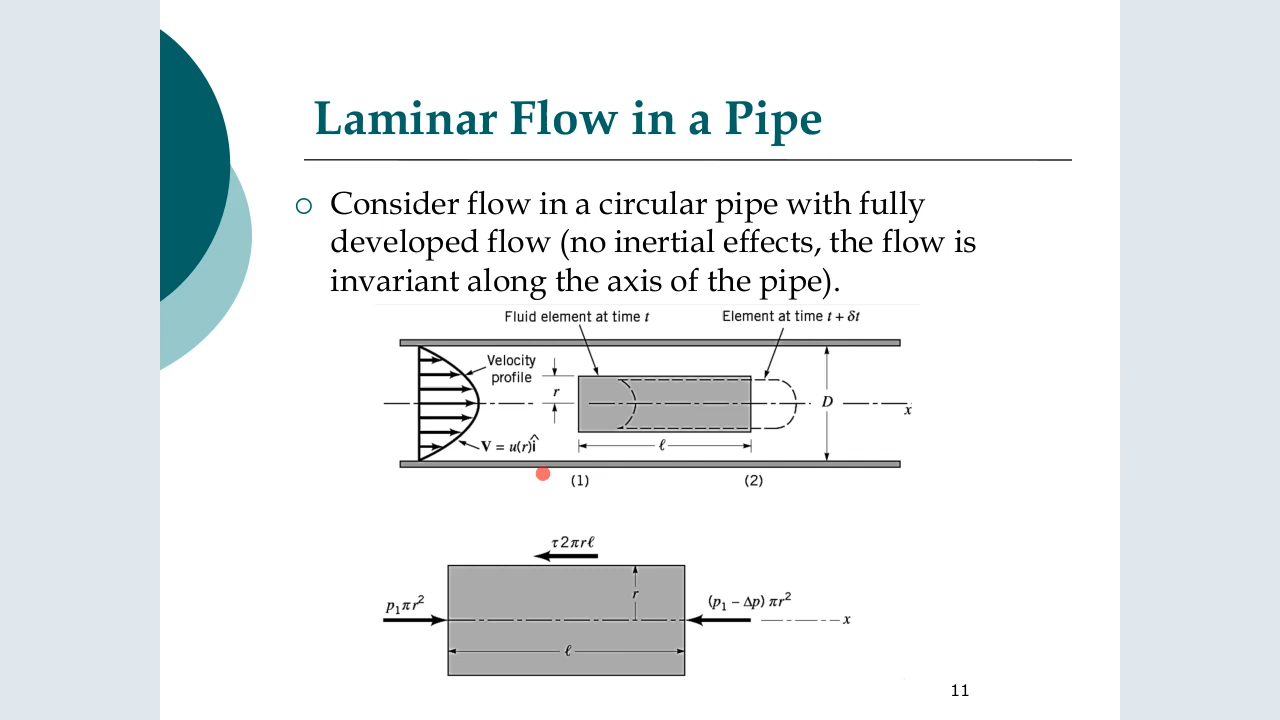 Laminar Flow in a Pipe
Consider flow in a circular pipe with fully
developed flow (no inertial effects, the flow is
invariant along the axis of the pipe).
Fluid element at time t
Element at time t + δt
Velocity
profile
r
D
x
ℓ
V = u(r)î
(1)
(2)
τ2πrℓ
r
p₁πr²
(p₁ – Δp) πr²
x
ℓ
11